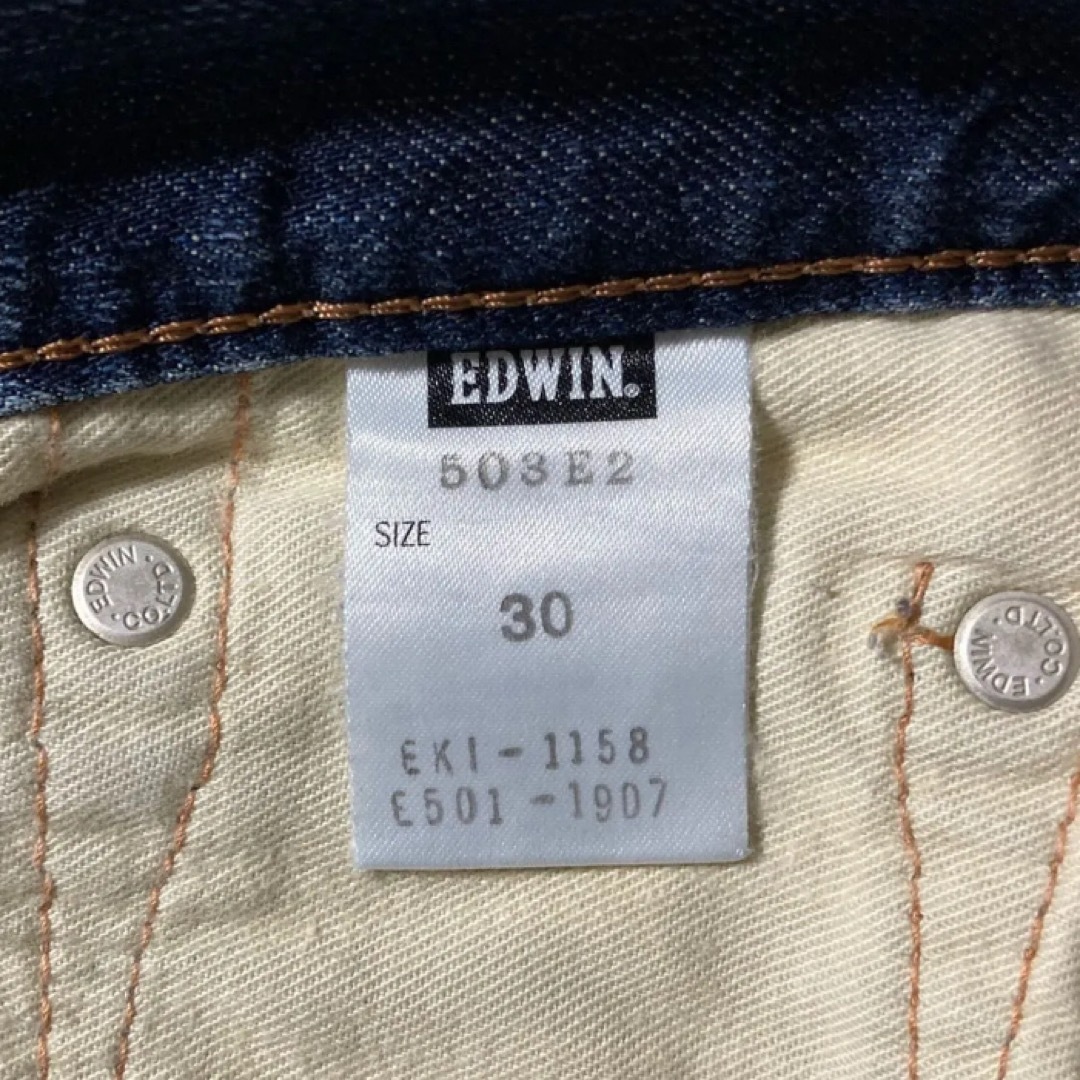 EDWIN.®
503E2
SIZE
30
EKI-1158
E501-1907
EDWIN · CO.LTD. ·
EDWIN · CO.LTD. ·